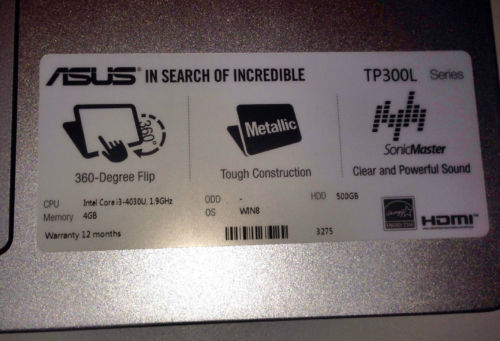 ASUS IN SEARCH OF INCREDIBLE
TP300L Series
360°
360-Degree Flip
Metallic
Tough Construction
SonicMaster
Clear and Powerful Sound
CPU Intel Core i3-4030U, 1.9GHz
Memory 4GB
ODD -
OS WIN8
HDD 500GB
Warranty 12 months
3275
ENERGY STAR
HDMI